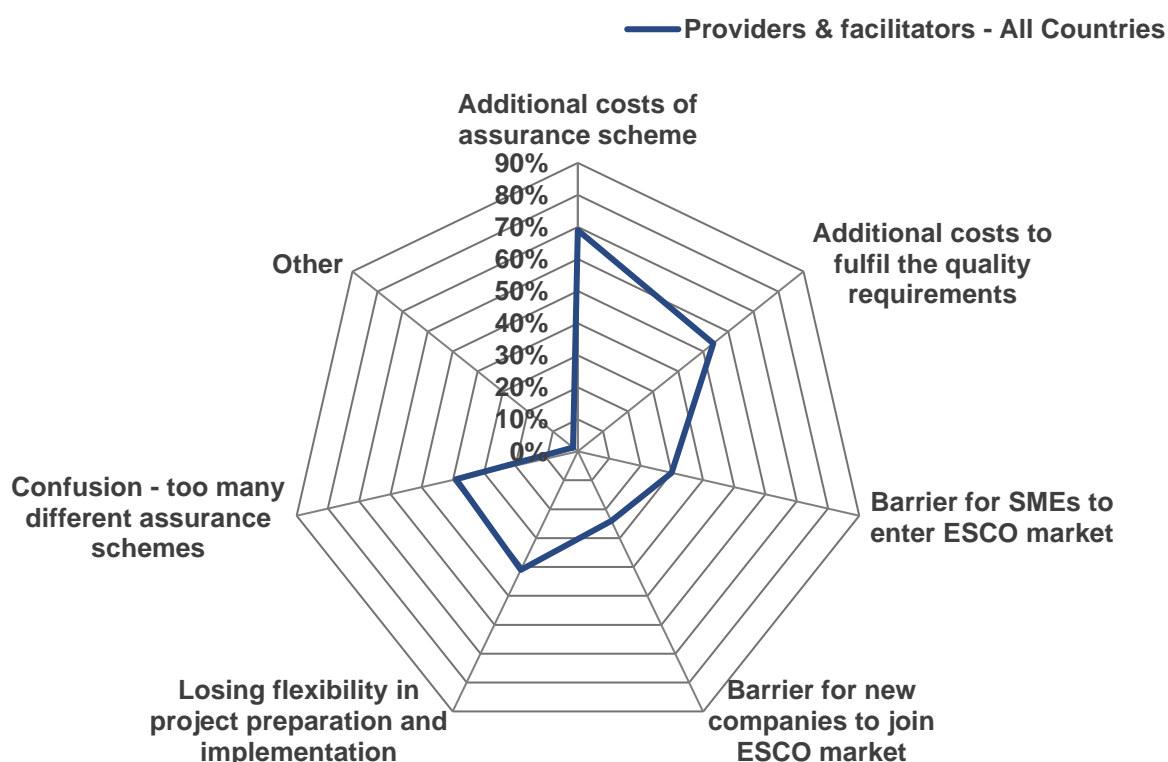 Providers & facilitators - All Countries
Additional costs of
assurance scheme
90%
80%
70%
60%
50%
40%
30%
20%
10%
0%
Additional costs to
fulfil the quality
requirements
Barrier for SMEs to
enter ESCO market
Barrier for new
companies to join
ESCO market
Losing flexibility in
project preparation and
implementation
Confusion - too many
different assurance
schemes
Other